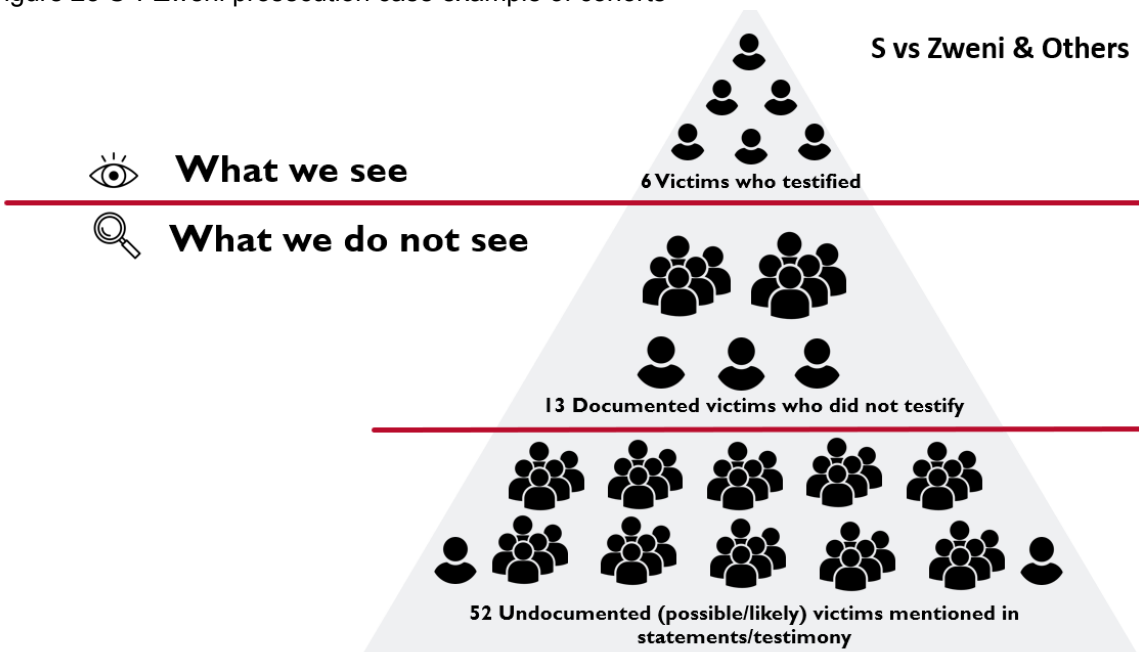 S vs Zweni & Others
What we see
6 Victims who testified
What we do not see
13 Documented victims who did not testify
52 Undocumented (possible/likely) victims mentioned in
statements/testimony